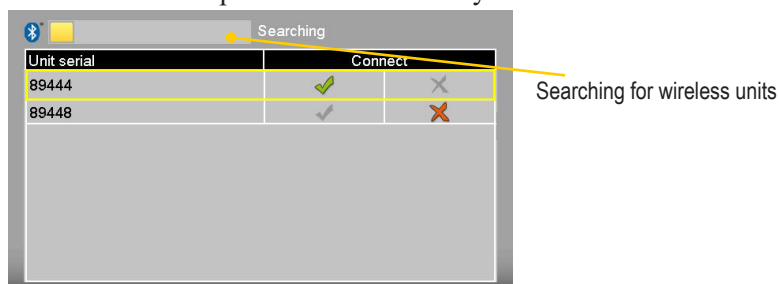 Searching
Unit serial Connect
89444
Searching for wireless units
89448